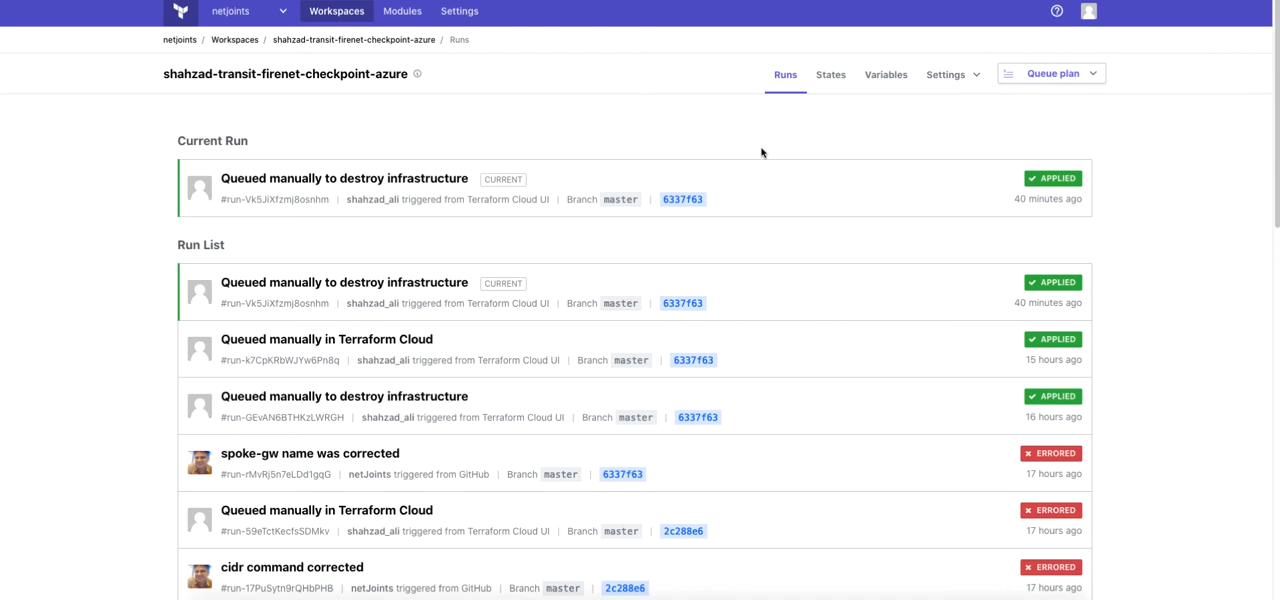 netjoints Workspaces Modules Settings
netjoints / Workspaces / shahzad-transit-firenet-checkpoint-azure / Runs
shahzad-transit-firenet-checkpoint-azure Runs States Variables Settings Queue plan
Current Run
Queued manually to destroy infrastructure CURRENT APPLIED
#run-Vk5JiXfzmj8osnhm | shahzad_ali triggered from Terraform Cloud UI | Branch master | 6337f63 40 minutes ago
Run List
Queued manually to destroy infrastructure CURRENT APPLIED
#run-Vk5JiXfzmj8osnhm | shahzad_ali triggered from Terraform Cloud UI | Branch master | 6337f63 40 minutes ago
Queued manually in Terraform Cloud APPLIED
#run-k7CpKRbWJYw6Pn8q | shahzad_ali triggered from Terraform Cloud UI | Branch master | 6337f63 15 hours ago
Queued manually to destroy infrastructure APPLIED
#run-GEvAN6BTHKzLWRGH | shahzad_ali triggered from Terraform Cloud UI | Branch master | 6337f63 16 hours ago
spoke-gw name was corrected ERRORED
#run-rMvRj5n7eLDd1gqG | netJoints triggered from GitHub | Branch master | 6337f63 17 hours ago
Queued manually in Terraform Cloud ERRORED
#run-59eTctKecfsSDMkv | shahzad_ali triggered from Terraform Cloud UI | Branch master | 2c288e6 17 hours ago
cidr command corrected ERRORED
#run-17PuSytn9rQHbPHB | netJoints triggered from GitHub | Branch master | 2c288e6 17 hours ago